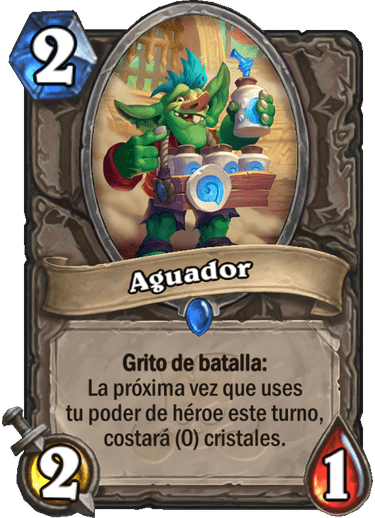 2
Aguador
Grito de batalla:
La próxima vez que uses
tu poder de héroe este turno,
costará (0) cristales.
2
1